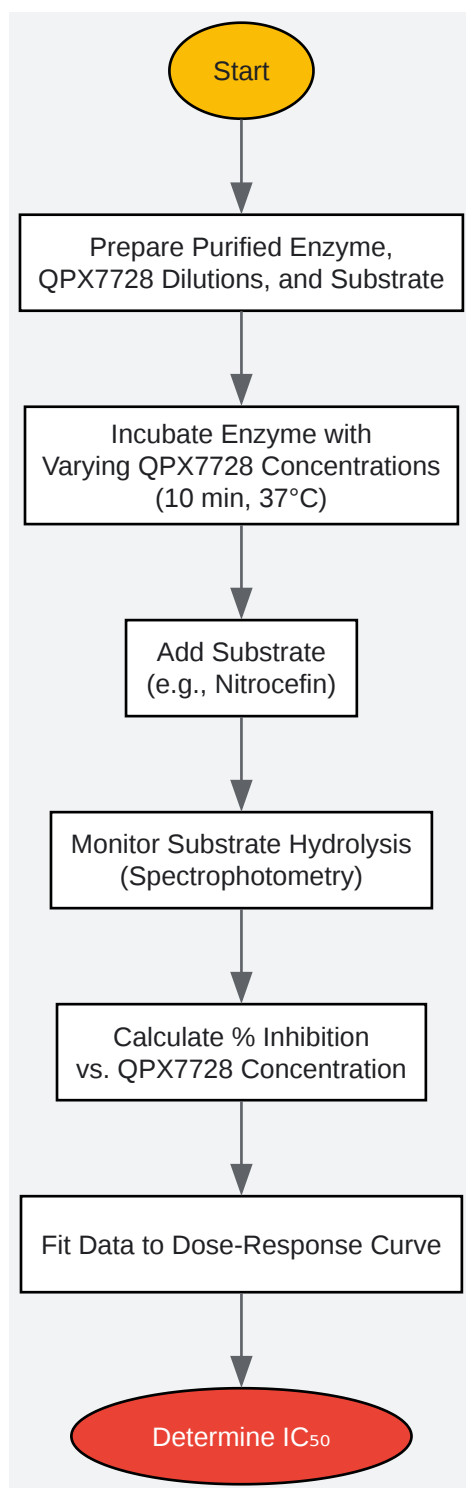 Start
Prepare Purified Enzyme,
QPX7728 Dilutions, and Substrate
Incubate Enzyme with
Varying QPX7728 Concentrations
(10 min, 37°C)
Add Substrate
(e.g., Nitrocefin)
Monitor Substrate Hydrolysis
(Spectrophotometry)
Calculate % Inhibition
vs. QPX7728 Concentration
Fit Data to Dose-Response Curve
Determine IC₅₀